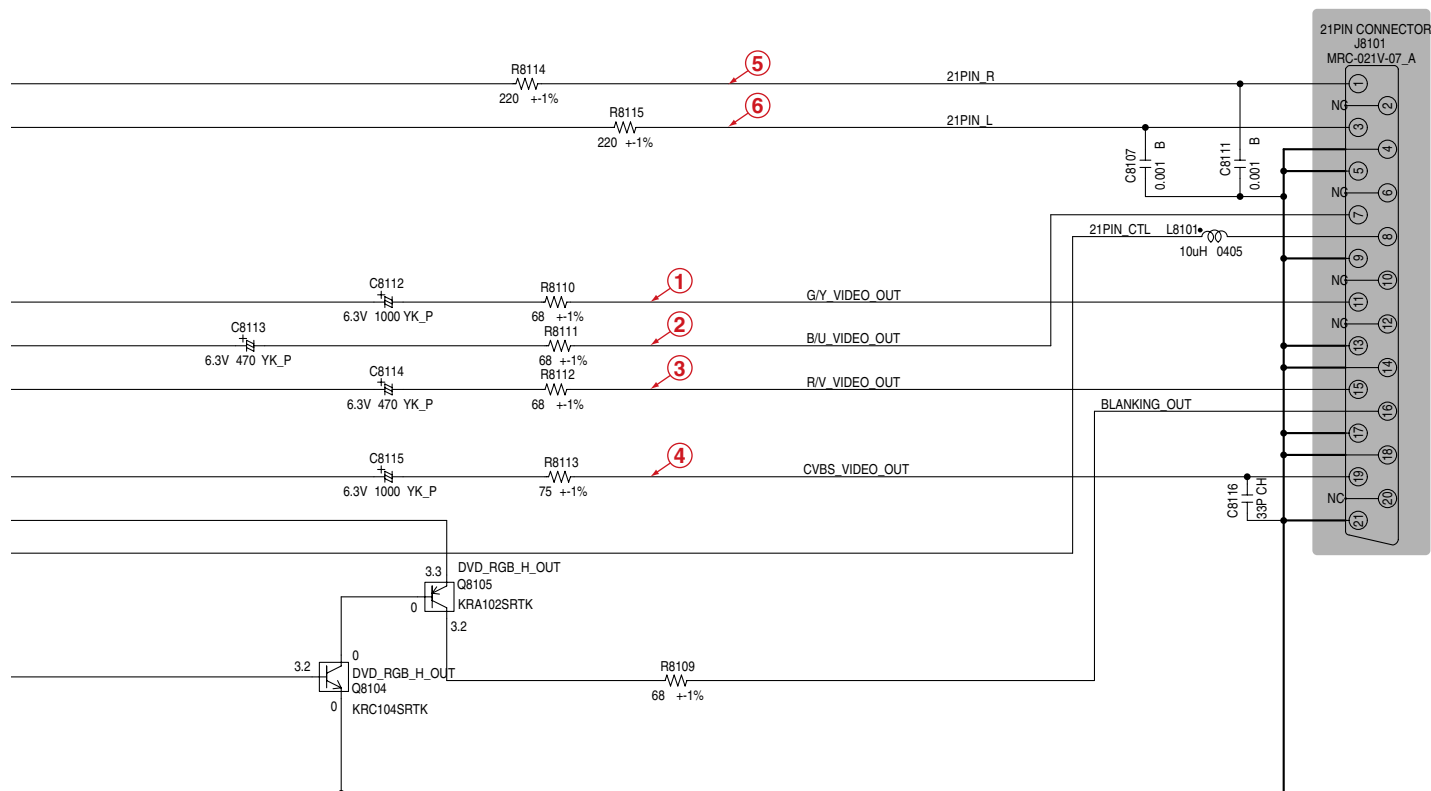 21PIN CONNECTOR
J8101
MRC-021V-07_A
R8114
220 +-1%
5
21PIN_R
1
NC
2
R8115
220 +-1%
6
21PIN_L
3
C8107
0.001 B
C8111
0.001 B
4
5
NC
6
7
21PIN_CTL
L8101
10uH 0405
8
9
NC
10
C8112
+
6.3V 1000 YK_P
R8110
68 +-1%
1
G/Y_VIDEO_OUT
11
NC
12
C8113
+
6.3V 470 YK_P
R8111
68 +-1%
2
B/U_VIDEO_OUT
13
14
C8114
+
6.3V 470 YK_P
R8112
68 +-1%
3
R/V_VIDEO_OUT
15
BLANKING_OUT
16
17
18
C8115
+
6.3V 1000 YK_P
R8113
75 +-1%
4
CVBS_VIDEO_OUT
19
C8116
33P CH
NC
20
21
3.3
DVD_RGB_H_OUT
Q8105
0
KRA102SRTK
3.2
3.2
0
DVD_RGB_H_OUT
Q8104
0
KRC104SRTK
R8109
68 +-1%